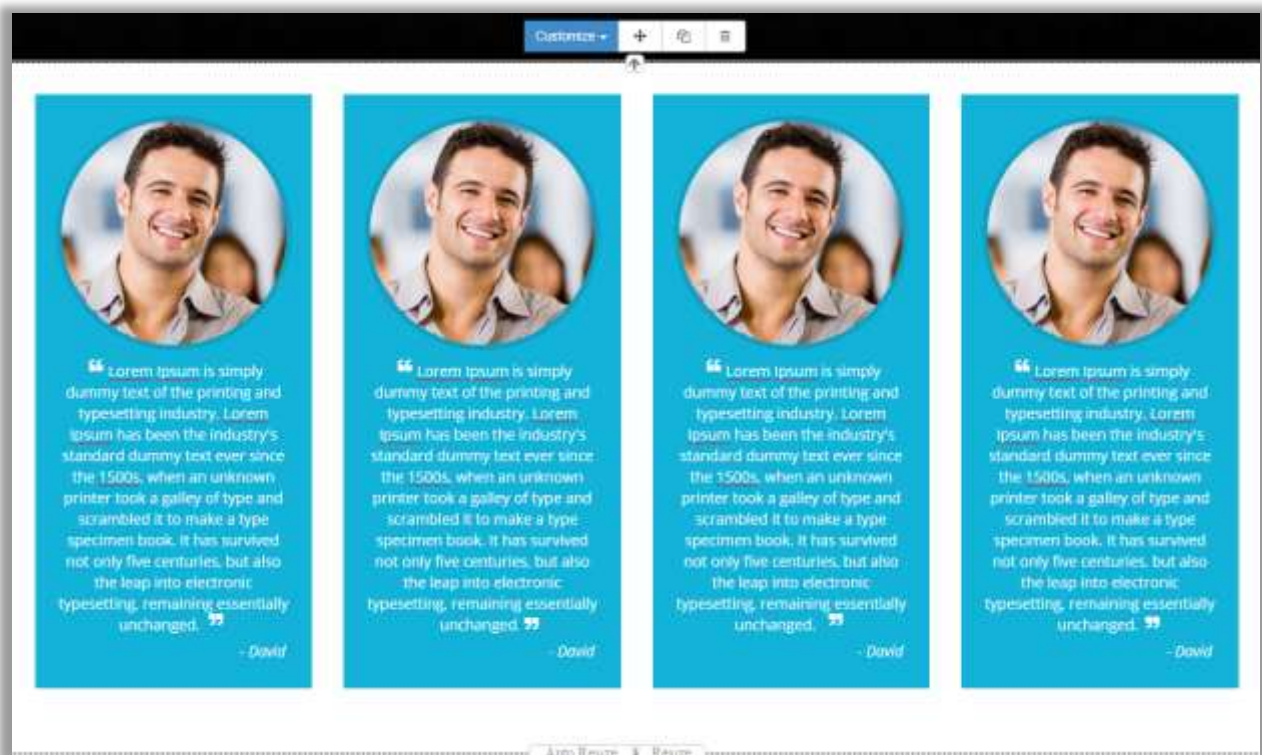 Customize
❝ Lorem Ipsum is simply
dummy text of the printing and
typesetting industry. Lorem
Ipsum has been the industry's
standard dummy text ever since
the 1500s, when an unknown
printer took a galley of type and
scrambled it to make a type
specimen book. It has survived
not only five centuries, but also
the leap into electronic
typesetting, remaining essentially
unchanged. ❞
- David
❝ Lorem Ipsum is simply
dummy text of the printing and
typesetting industry. Lorem
Ipsum has been the industry's
standard dummy text ever since
the 1500s, when an unknown
printer took a galley of type and
scrambled it to make a type
specimen book. It has survived
not only five centuries, but also
the leap into electronic
typesetting, remaining essentially
unchanged. ❞
- David
❝ Lorem Ipsum is simply
dummy text of the printing and
typesetting industry. Lorem
Ipsum has been the industry's
standard dummy text ever since
the 1500s, when an unknown
printer took a galley of type and
scrambled it to make a type
specimen book. It has survived
not only five centuries, but also
the leap into electronic
typesetting, remaining essentially
unchanged. ❞
- David
❝ Lorem Ipsum is simply
dummy text of the printing and
typesetting industry. Lorem
Ipsum has been the industry's
standard dummy text ever since
the 1500s, when an unknown
printer took a galley of type and
scrambled it to make a type
specimen book. It has survived
not only five centuries, but also
the leap into electronic
typesetting, remaining essentially
unchanged. ❞
- David
Auto Resize Resize